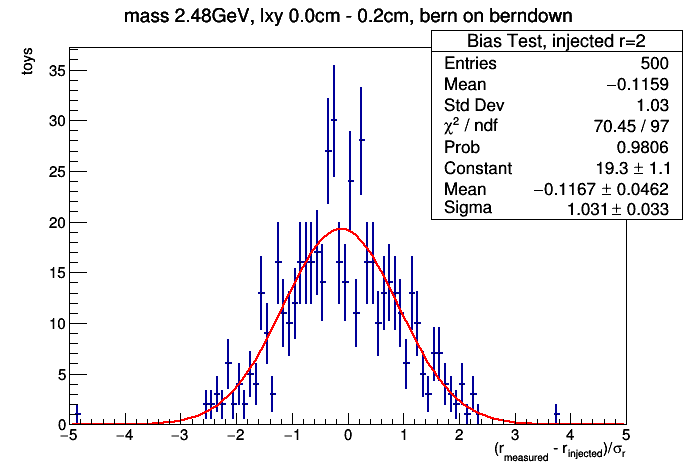 mass 2.48GeV, lxy 0.0cm - 0.2cm, bern on berndown
Bias Test, injected r=2
Entries 500
Mean −0.1159
Std Dev 1.03
χ² / ndf 70.45 / 97
Prob 0.9806
Constant 19.3 ± 1.1
Mean −0.1167 ± 0.0462
Sigma 1.031 ± 0.033
toys
35
30
25
20
15
10
5
0
−5 −4 −3 −2 −1 0 1 2 3 4 5
(r_measured - r_injected)/σ_r